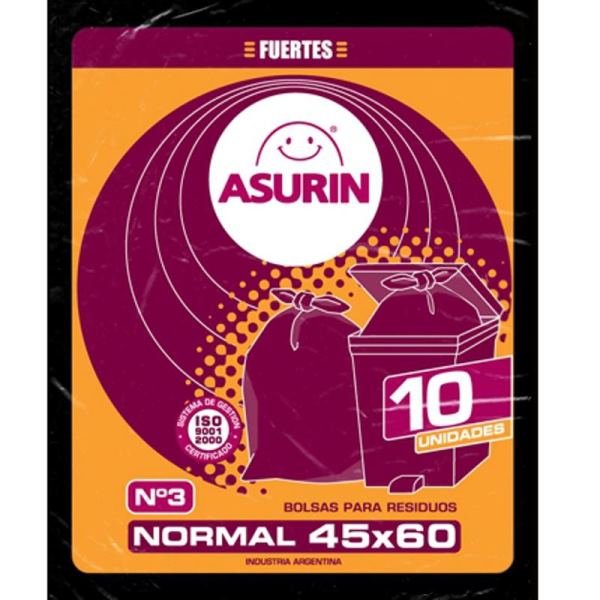 FUERTES
ASURIN®
SISTEMA DE GESTION
ISO
9001
2000
CERTIFICADO
10
UNIDADES
Nº3
BOLSAS PARA RESIDUOS
NORMAL 45x60
INDUSTRIA ARGENTINA